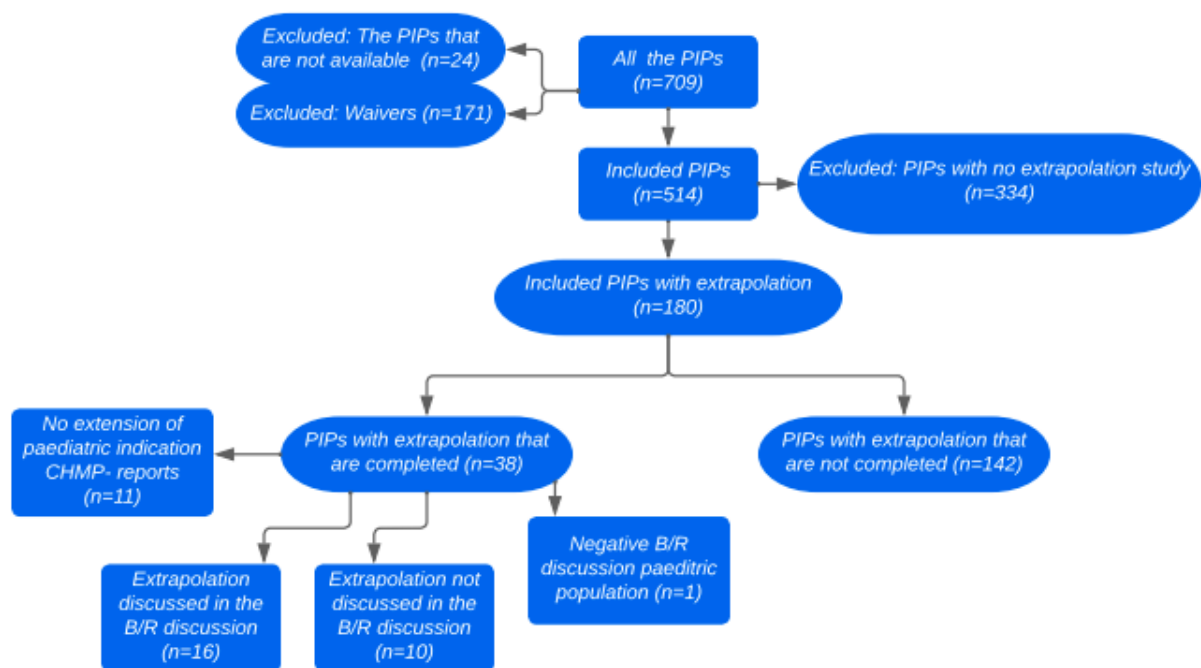 Excluded: The PIPs that
are not available (n=24)
All the PIPs
(n=709)
Excluded: Waivers (n=171)
Included PIPs
(n=514)
Excluded: PIPs with no extrapolation study
(n=334)
Included PIPs with extrapolation
(n=180)
No extension of
paediatric indication
CHMP- reports
(n=11)
PIPs with extrapolation that
are completed (n=38)
PIPs with extrapolation that
are not completed (n=142)
Extrapolation
discussed in the
B/R discussion
(n=16)
Extrapolation not
discussed in the
B/R discussion
(n=10)
Negative B/R
discussion paeditric
population (n=1)